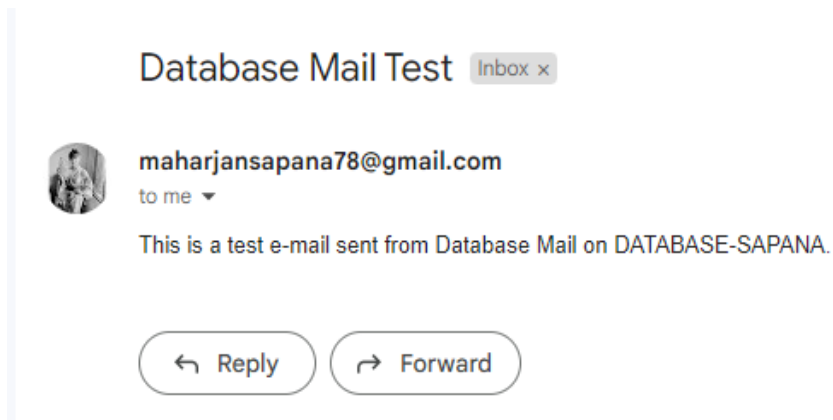 Database Mail Test Inbox ×
maharjansapana78@gmail.com
to me
This is a test e-mail sent from Database Mail on DATABASE-SAPANA.
Reply Forward